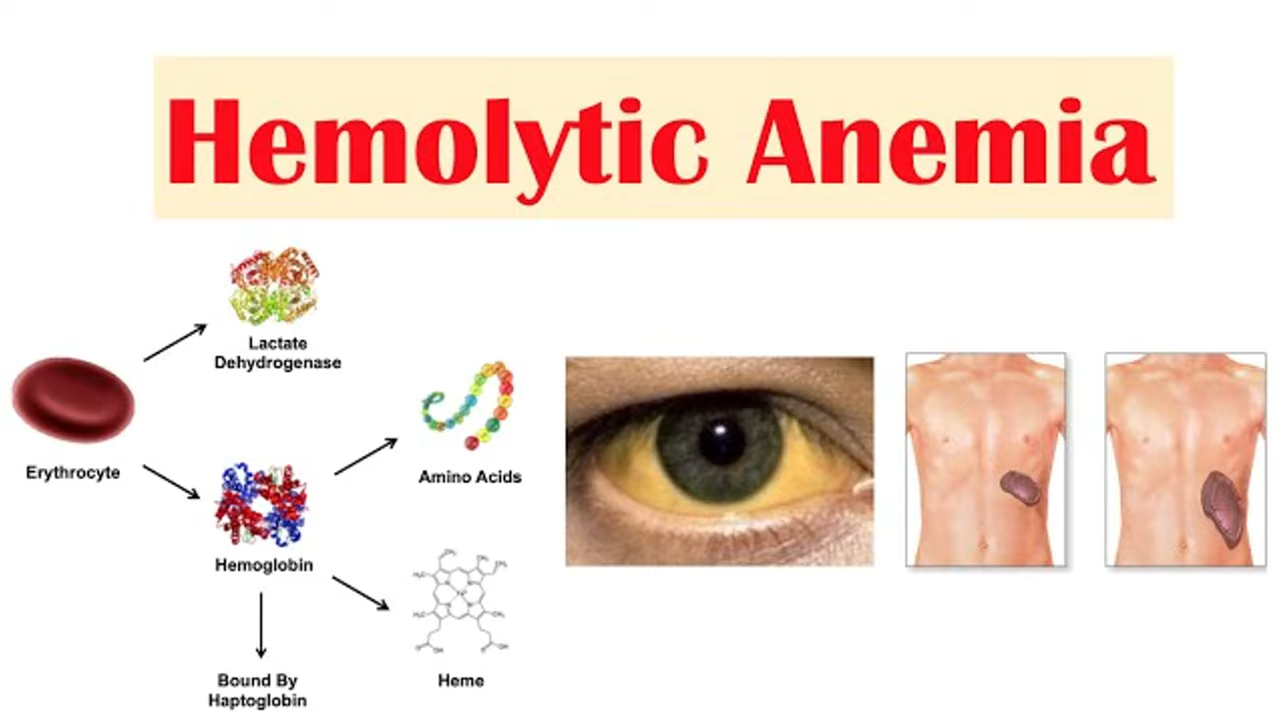 Hemolytic Anemia
Lactate
Dehydrogenase
Erythrocyte
Amino Acids
Hemoglobin
Bound By
Haptoglobin
Heme